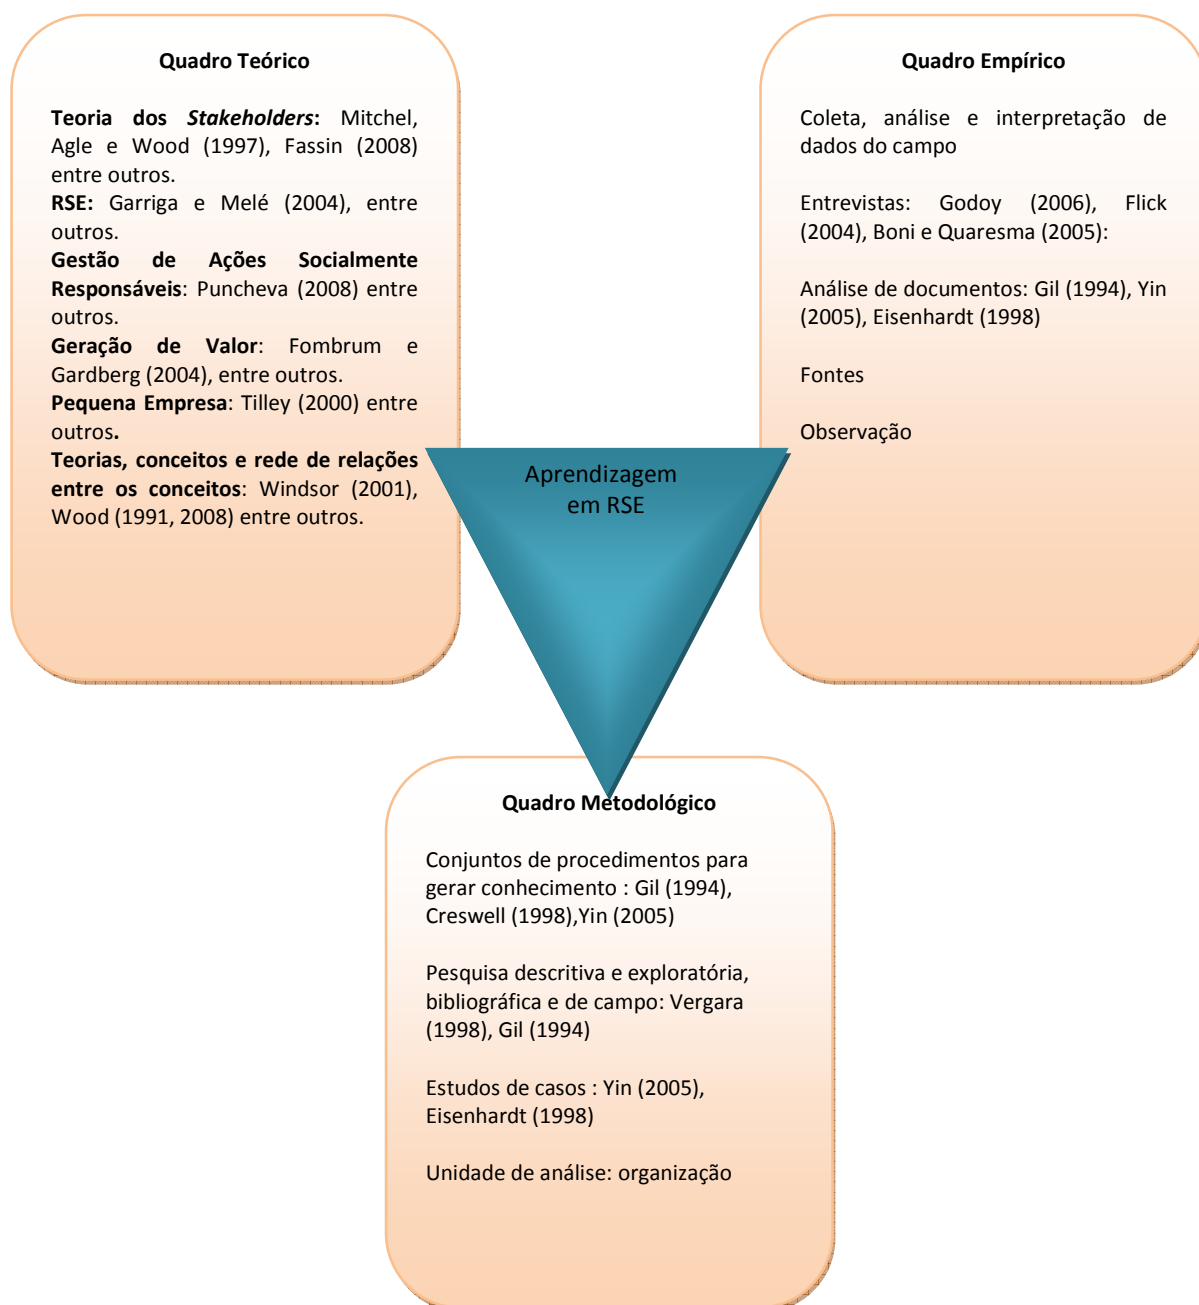 Quadro Teórico
Teoria dos Stakeholders: Mitchel,
Agle e Wood (1997), Fassin (2008)
entre outros.
RSE: Garriga e Melé (2004), entre
outros.
Gestão de Ações Socialmente
Responsáveis: Puncheva (2008) entre
outros.
Geração de Valor: Fombrum e
Gardberg (2004), entre outros.
Pequena Empresa: Tilley (2000) entre
outros.
Teorias, conceitos e rede de relações
entre os conceitos: Windsor (2001),
Wood (1991, 2008) entre outros.
Quadro Empírico
Coleta, análise e interpretação de
dados do campo
Entrevistas: Godoy (2006), Flick
(2004), Boni e Quaresma (2005):
Análise de documentos: Gil (1994), Yin
(2005), Eisenhardt (1998)
Fontes
Observação
Aprendizagem
em RSE
Quadro Metodológico
Conjuntos de procedimentos para
gerar conhecimento : Gil (1994),
Creswell (1998),Yin (2005)
Pesquisa descritiva e exploratória,
bibliográfica e de campo: Vergara
(1998), Gil (1994)
Estudos de casos : Yin (2005),
Eisenhardt (1998)
Unidade de análise: organização